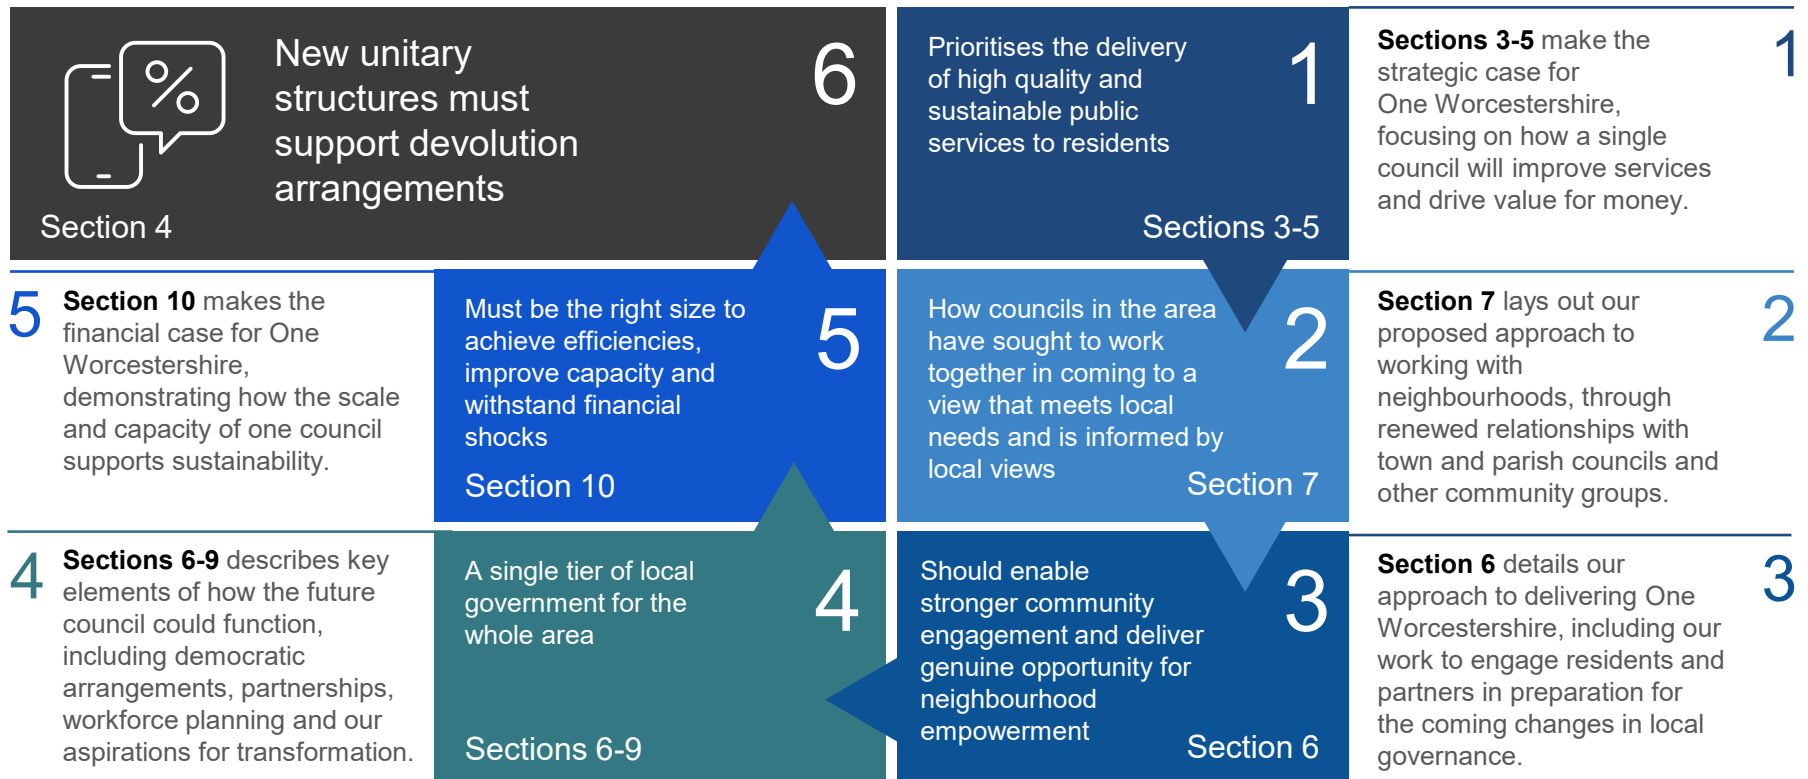 New unitary
structures must
support devolution
arrangements
6
Section 4
Prioritises the delivery
of high quality and
sustainable public
services to residents
1
Sections 3-5
Sections 3-5 make the
strategic case for
One Worcestershire,
focusing on how a single
council will improve services
and drive value for money.
1
5
Section 10 makes the
financial case for One
Worcestershire,
demonstrating how the scale
and capacity of one council
supports sustainability.
Must be the right size to
achieve efficiencies,
improve capacity and
withstand financial
shocks
5
Section 10
How councils in the area
have sought to work
together in coming to a
view that meets local
needs and is informed by
local views
2
Section 7
Section 7 lays out our
proposed approach to
working with
neighbourhoods, through
renewed relationships with
town and parish councils and
other community groups.
2
4
Sections 6-9 describes key
elements of how the future
council could function,
including democratic
arrangements, partnerships,
workforce planning and our
aspirations for transformation.
A single tier of local
government for the
whole area
4
Sections 6-9
Should enable
stronger community
engagement and deliver
genuine opportunity for
neighbourhood
empowerment
3
Section 6
Section 6 details our
approach to delivering One
Worcestershire, including our
work to engage residents and
partners in preparation for
the coming changes in local
governance.
3
%